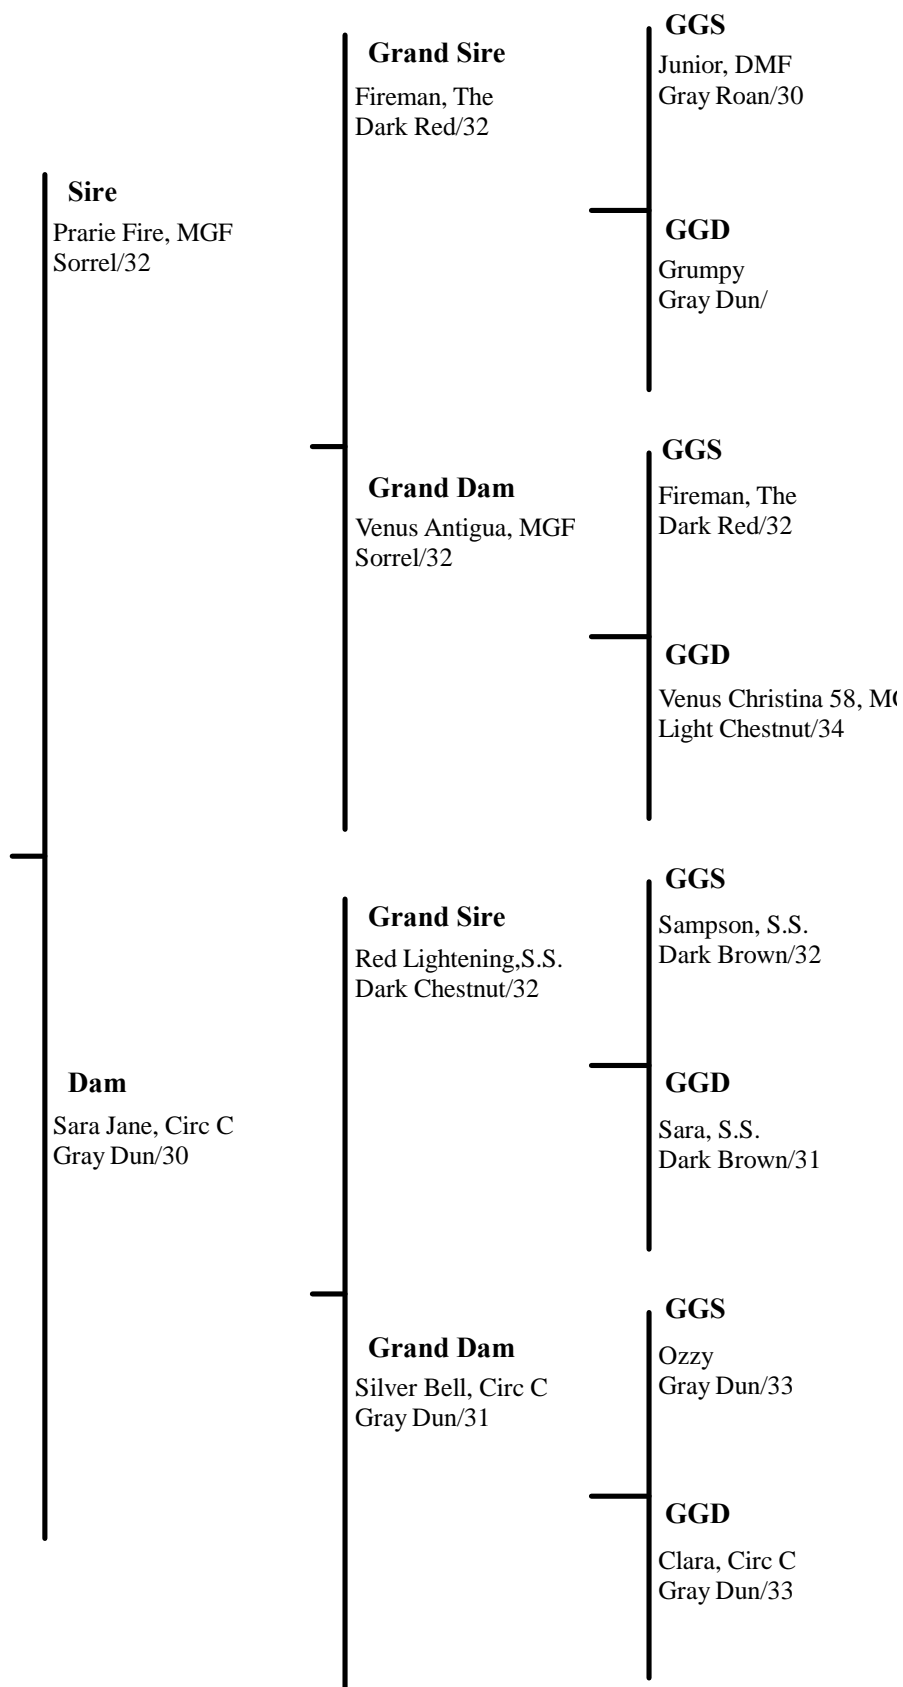 Sire
Prarie Fire, MGF
Sorrel/32
Dam
Sara Jane, Circ C
Gray Dun/30
Grand Sire
Fireman, The
Dark Red/32
Grand Dam
Venus Antigua, MGF
Sorrel/32
Grand Sire
Red Lightening,S.S.
Dark Chestnut/32
Grand Dam
Silver Bell, Circ C
Gray Dun/31
GGS
Junior, DMF
Gray Roan/30
GGD
Grumpy
Gray Dun/
GGS
Fireman, The
Dark Red/32
GGD
Venus Christina 58,
Light Chestnut/34
GGS
Sampson, S.S.
Dark Brown/32
GGD
Sara, S.S.
Dark Brown/31
GGS
Ozzy
Gray Dun/33
GGD
Clara, Circ C
Gray Dun/33